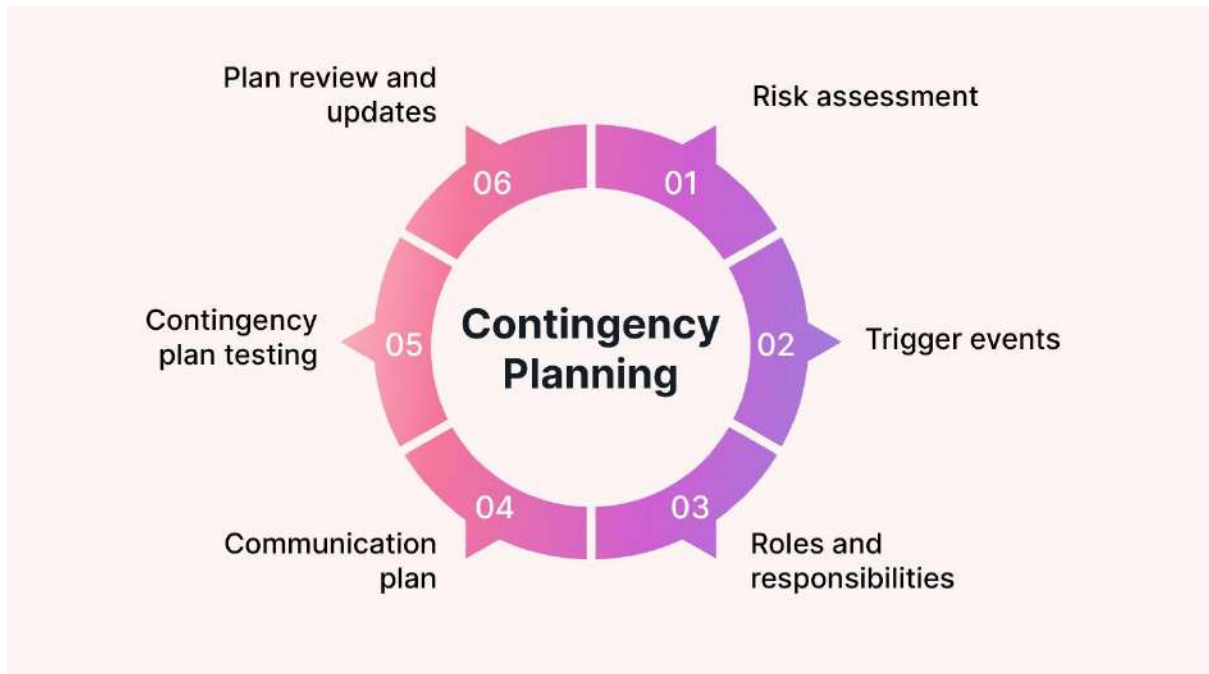 Contingency
Planning
01
Risk assessment
02
Trigger events
03
Roles and
responsibilities
04
Communication
plan
05
Contingency
plan testing
06
Plan review and
updates